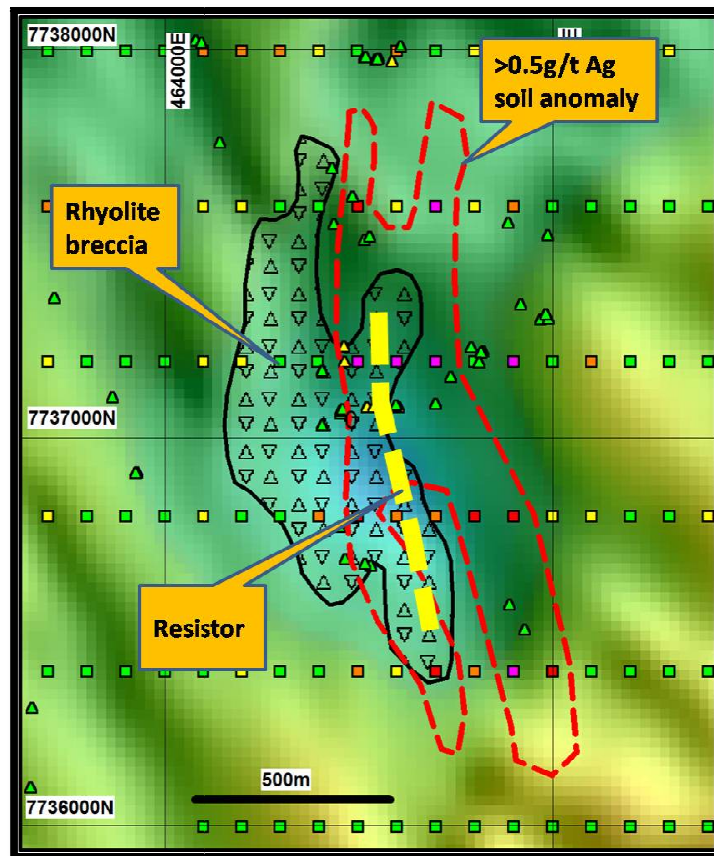 7738000N
464000E
>0.5g/t Ag
soil anomaly
Rhyolite
breccia
7737000N
Resistor
500m
7736000N